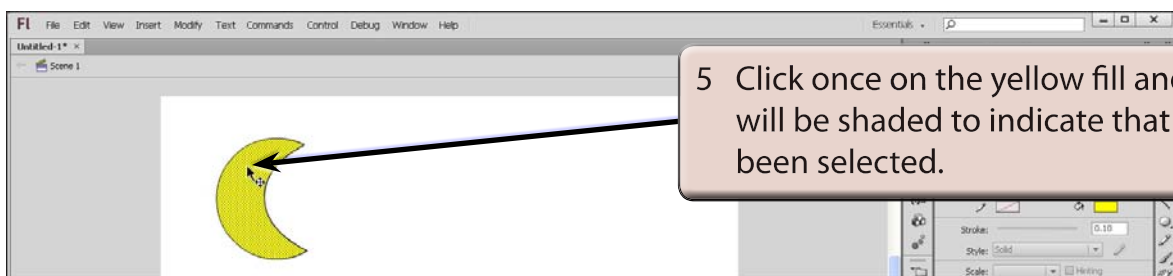 Fl File Edit View Insert Modify Text Commands Control Debug Window Help Essentials
Untitled-1* ×
Scene 1
5 Click once on the yellow fill and
will be shaded to indicate that
been selected.
Stroke: 0.10
Style: Solid
Scale: Hinting